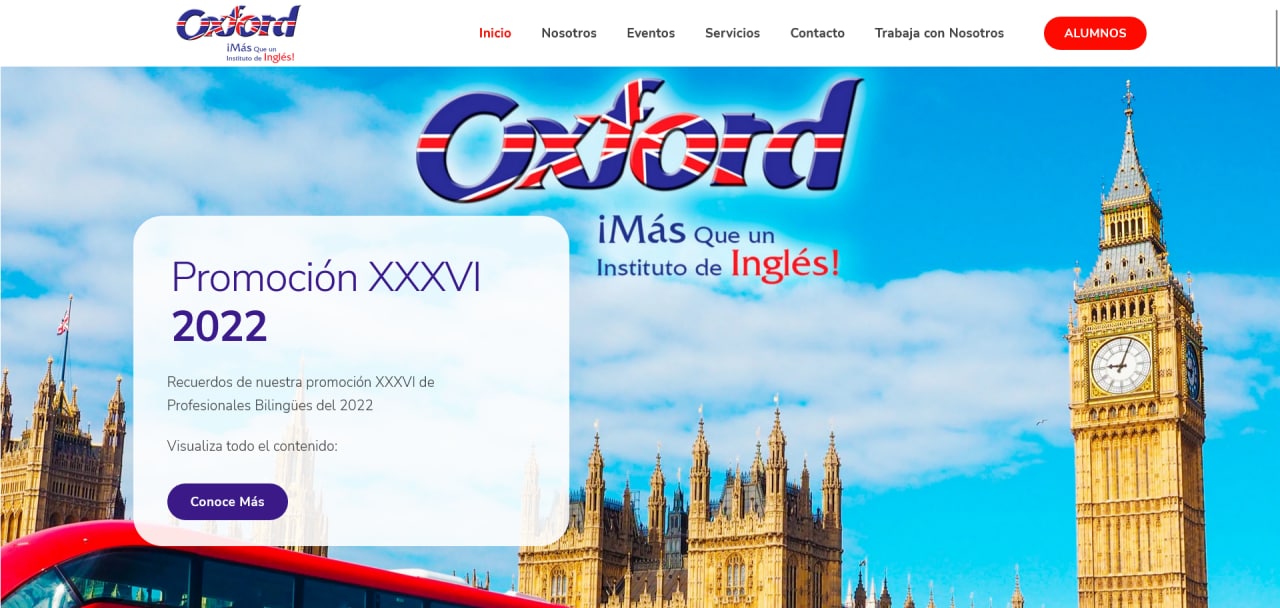 Oxford
¡Más Que un
Instituto de Inglés!
Inicio Nosotros Eventos Servicios Contacto Trabaja con Nosotros ALUMNOS
Oxford
¡Más Que un
Instituto de Inglés!
Promoción XXXVI
2022
Recuerdos de nuestra promoción XXXVI de
Profesionales Bilingües del 2022
Visualiza todo el contenido:
Conoce Más